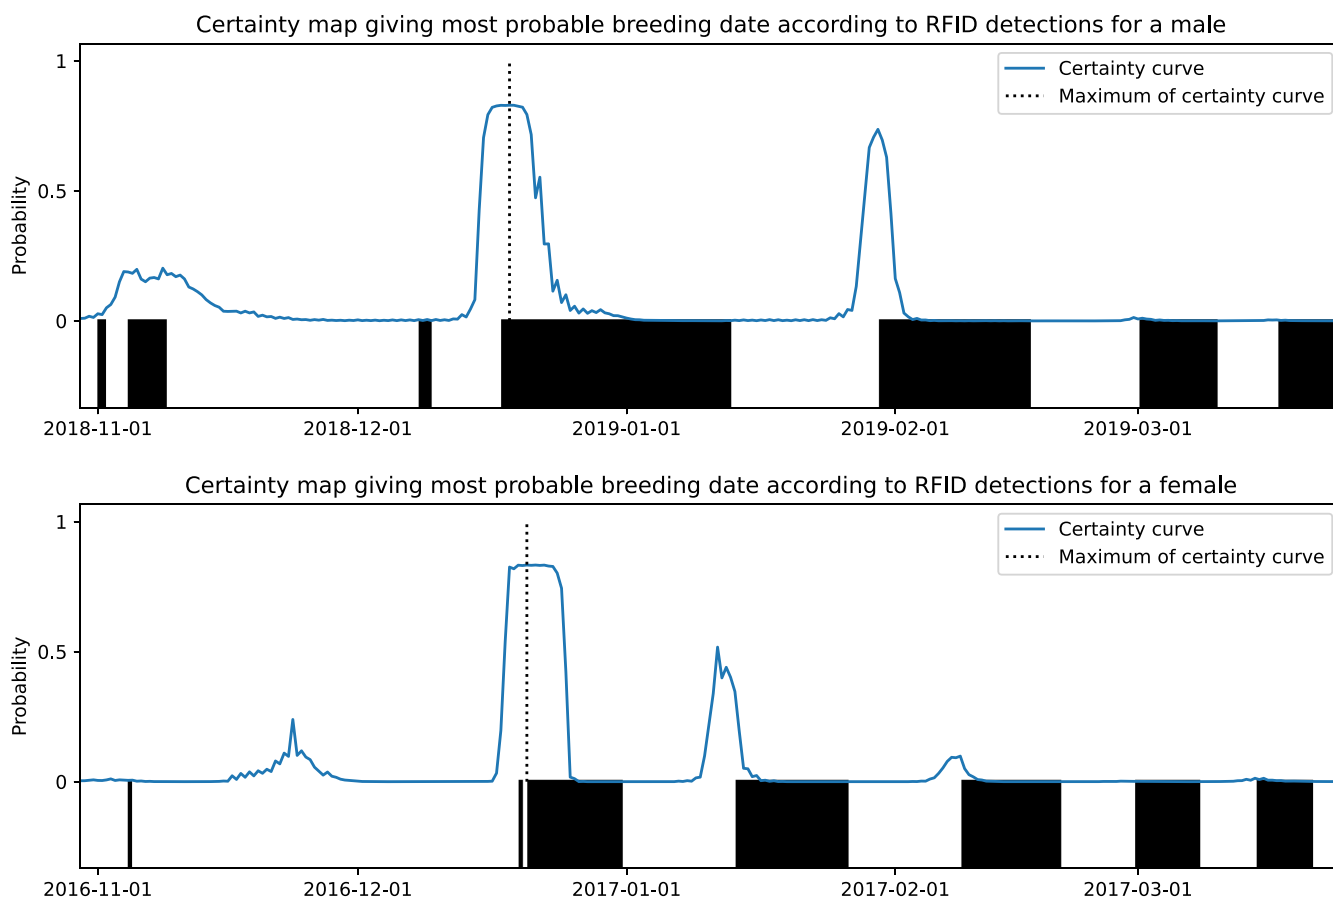 Certainty map giving most probable breeding date according to RFID detections for a male
1
Certainty curve
Maximum of certainty curve
0.5
Probability
0
2018-11-01 2018-12-01 2019-01-01 2019-02-01 2019-03-01
Certainty map giving most probable breeding date according to RFID detections for a female
1
Certainty curve
Maximum of certainty curve
0.5
Probability
0
2016-11-01 2016-12-01 2017-01-01 2017-02-01 2017-03-01